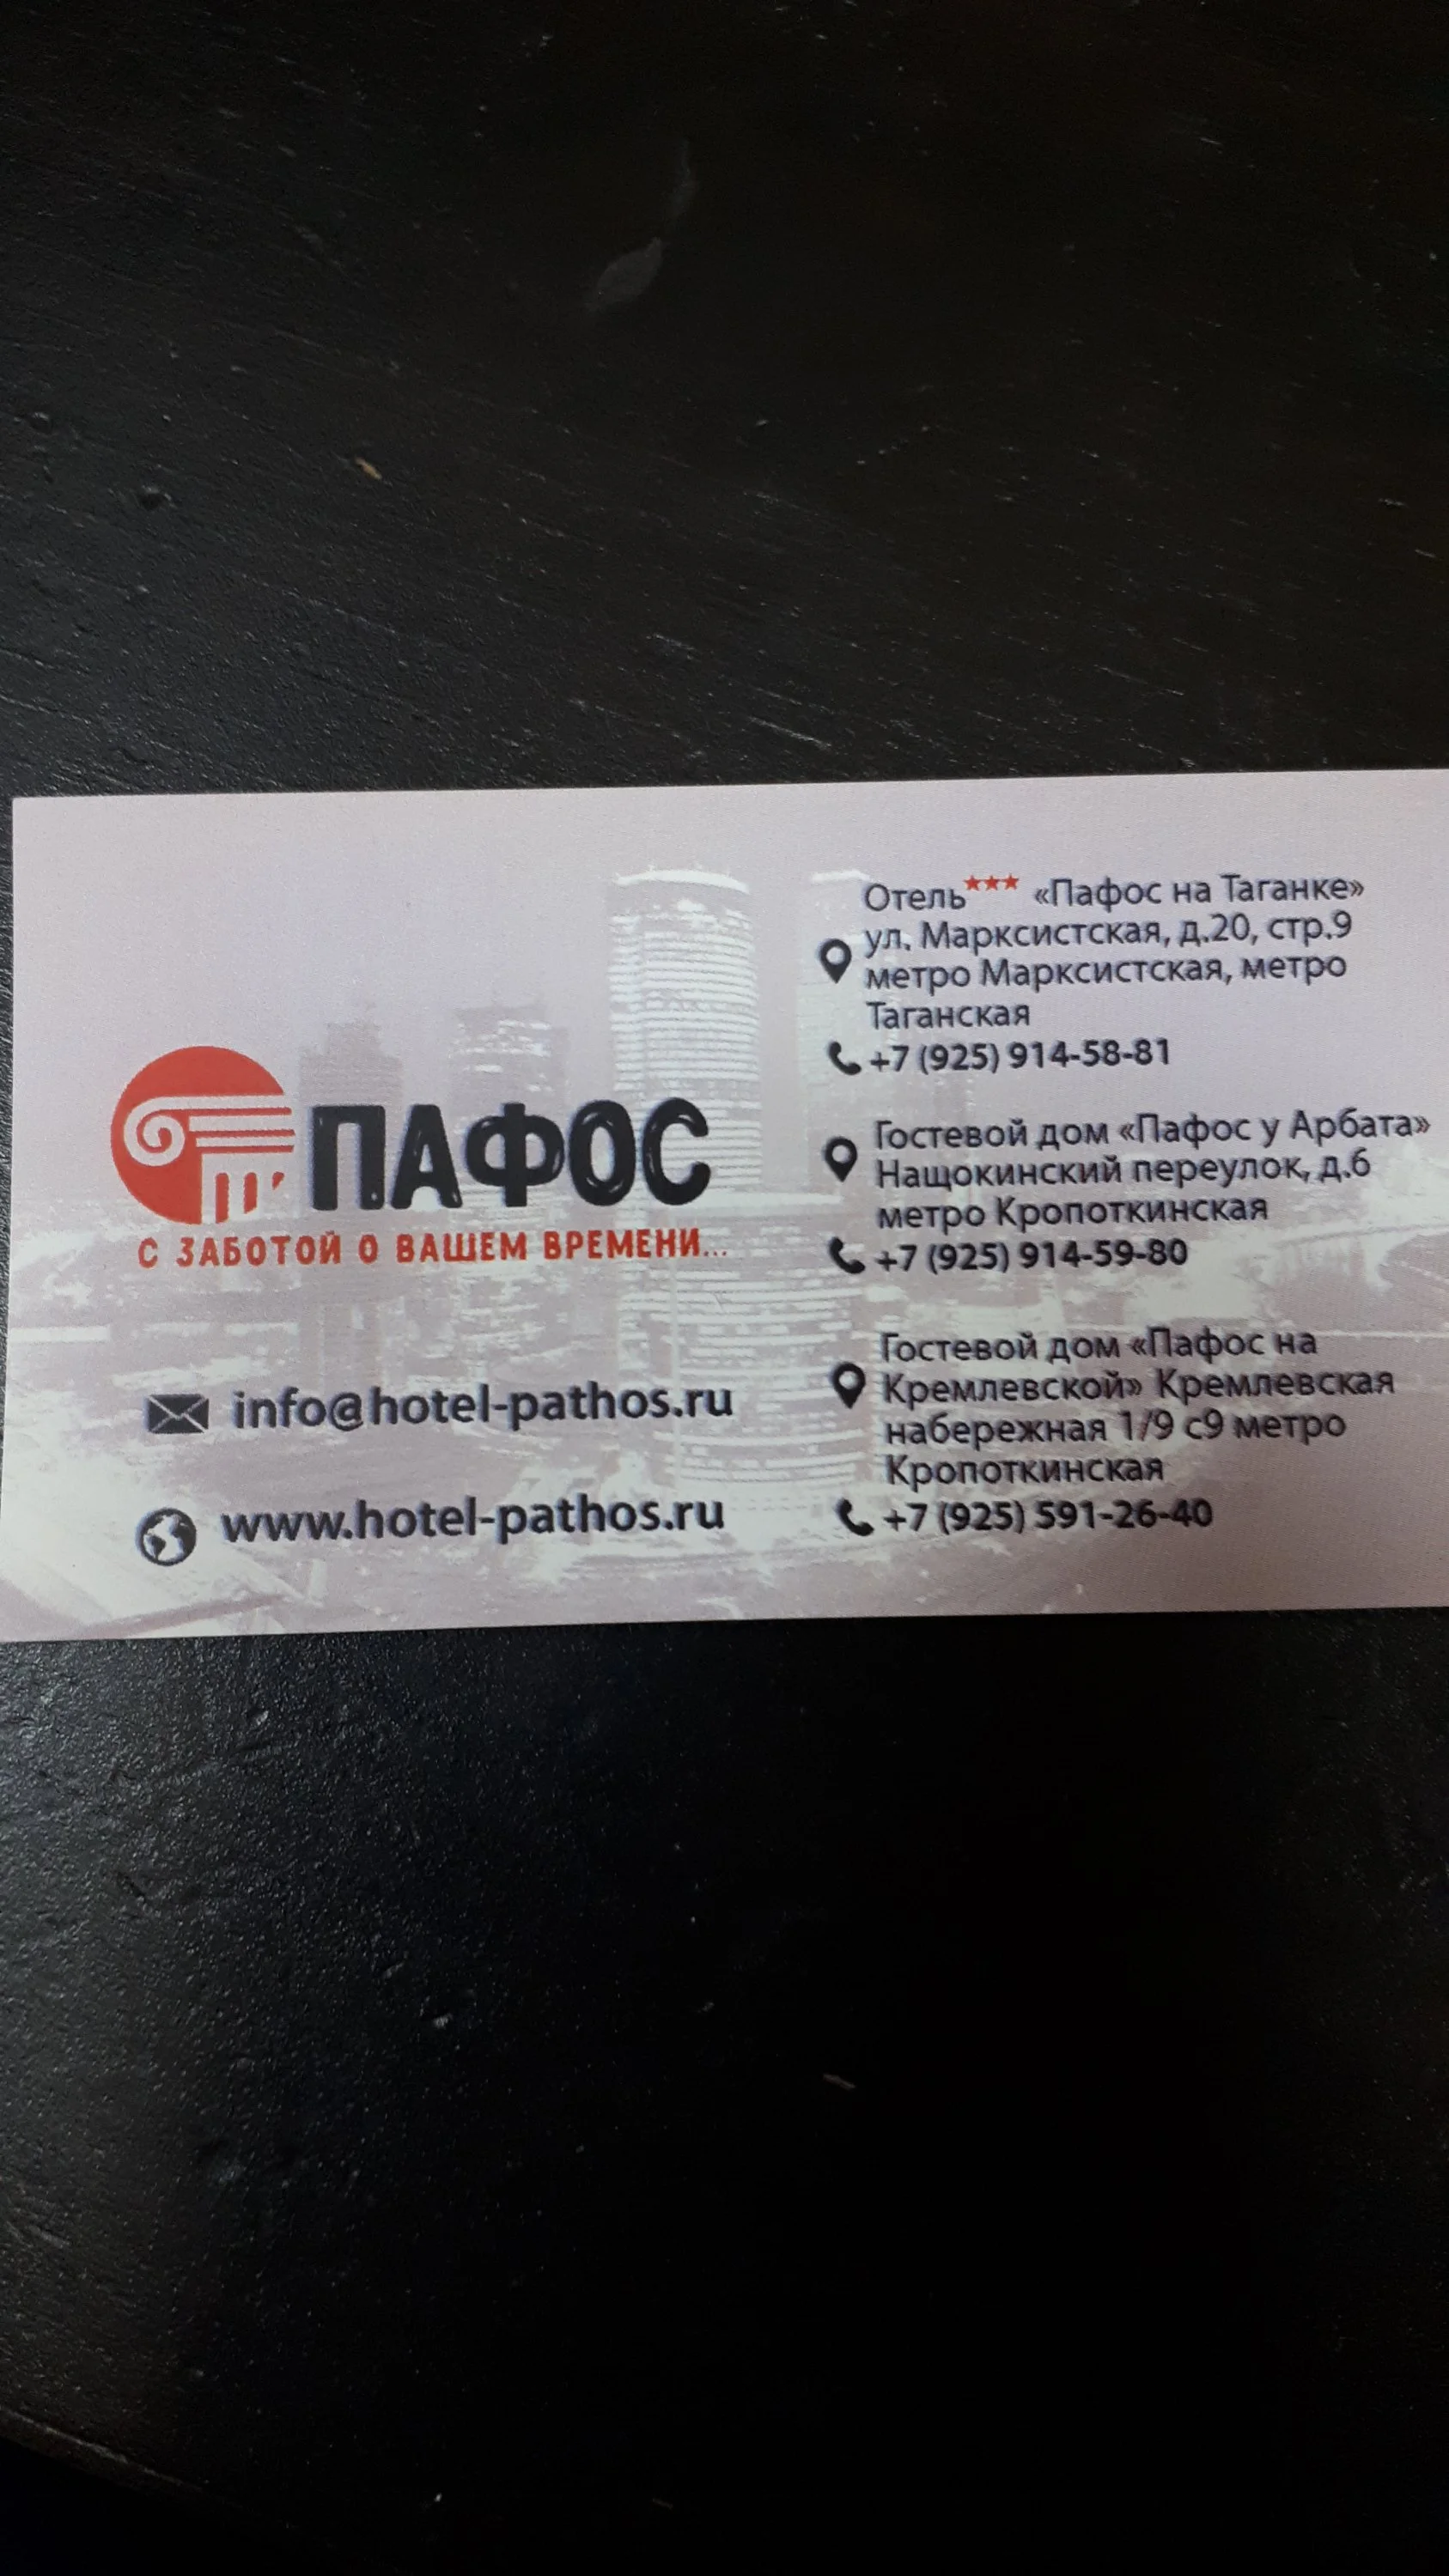 ПАФОС
С ЗАБОТОЙ О ВАШЕМ ВРЕМЕНИ...
info@hotel-pathos.ru
www.hotel-pathos.ru
Отель*** «Пафос на Таганке»
ул. Марксистская, д.20, стр.9
метро Марксистская, метро
Таганская
+7 (925) 914-58-81
Гостевой дом «Пафос у Арбата»
Нащокинский переулок, д.6
метро Кропоткинская
+7 (925) 914-59-80
Гостевой дом «Пафос на
Кремлевской» Кремлевская
набережная 1/9 с9 метро
Кропоткинская
+7 (925) 591-26-40